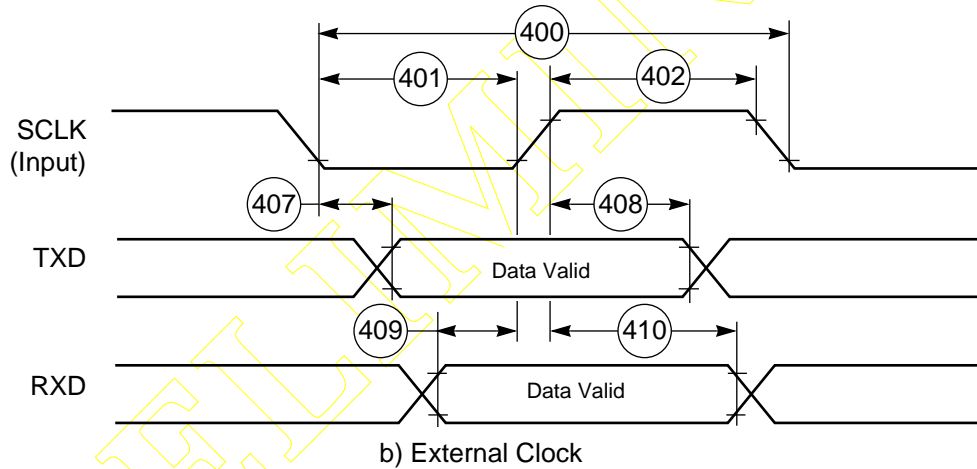 400
401
402
SCLK
(Input)
407
408
TXD
Data Valid
409
410
RXD
Data Valid
b) External Clock